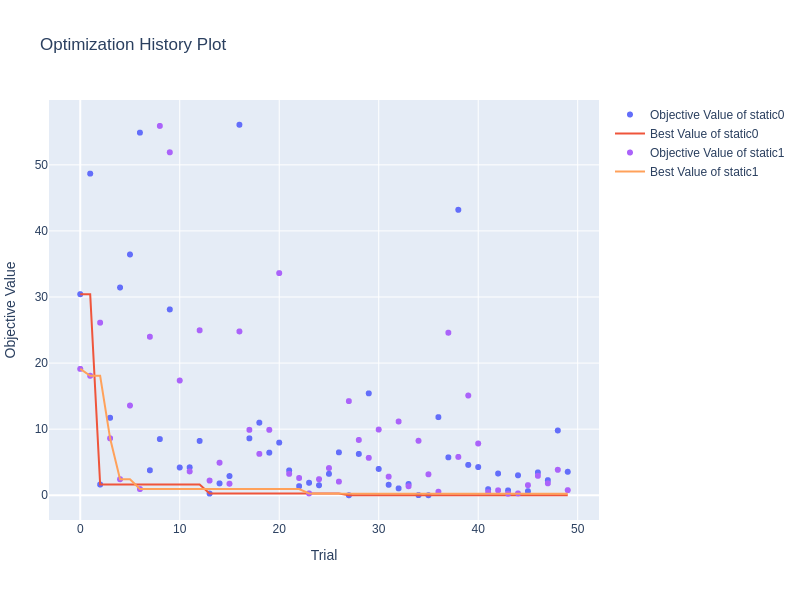 Optimization History Plot
Objective Value of static0
Best Value of static0
Objective Value of static1
Best Value of static1
50
40
30
20
10
0
Objective Value
0 10 20 30 40 50
Trial